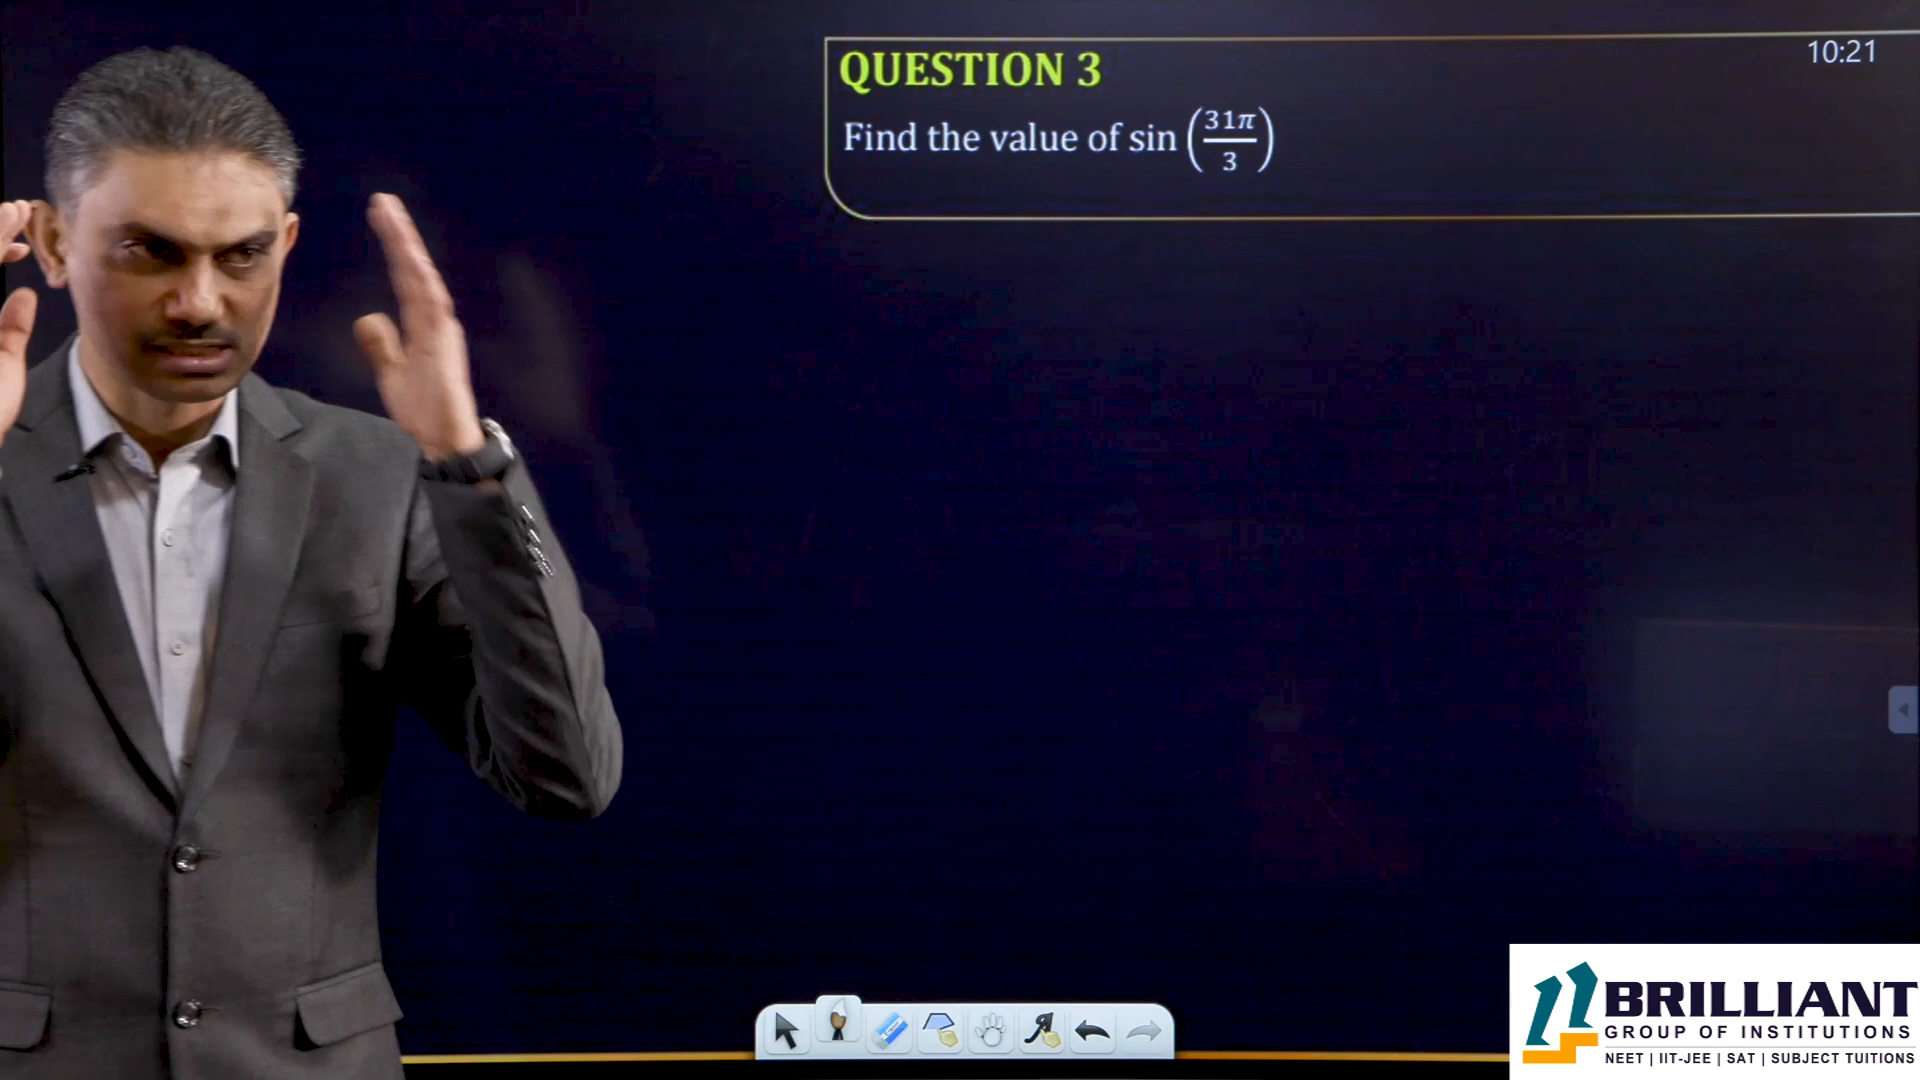 10:21
QUESTION 3
Find the value of sin (31π/3)
BRILLIANT
GROUP OF INSTITUTIONS
NEET | IIT-JEE | SAT | SUBJECT TUITIONS